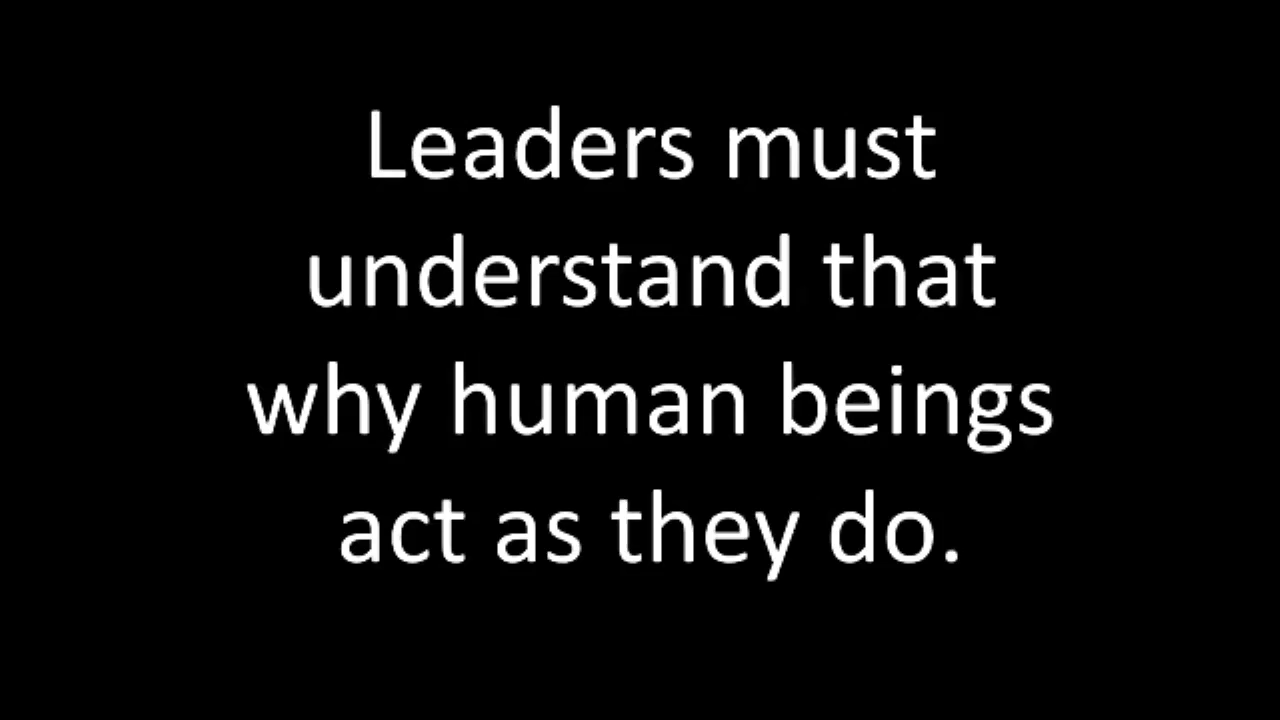 Leaders must
understand that
why human beings
act as they do.